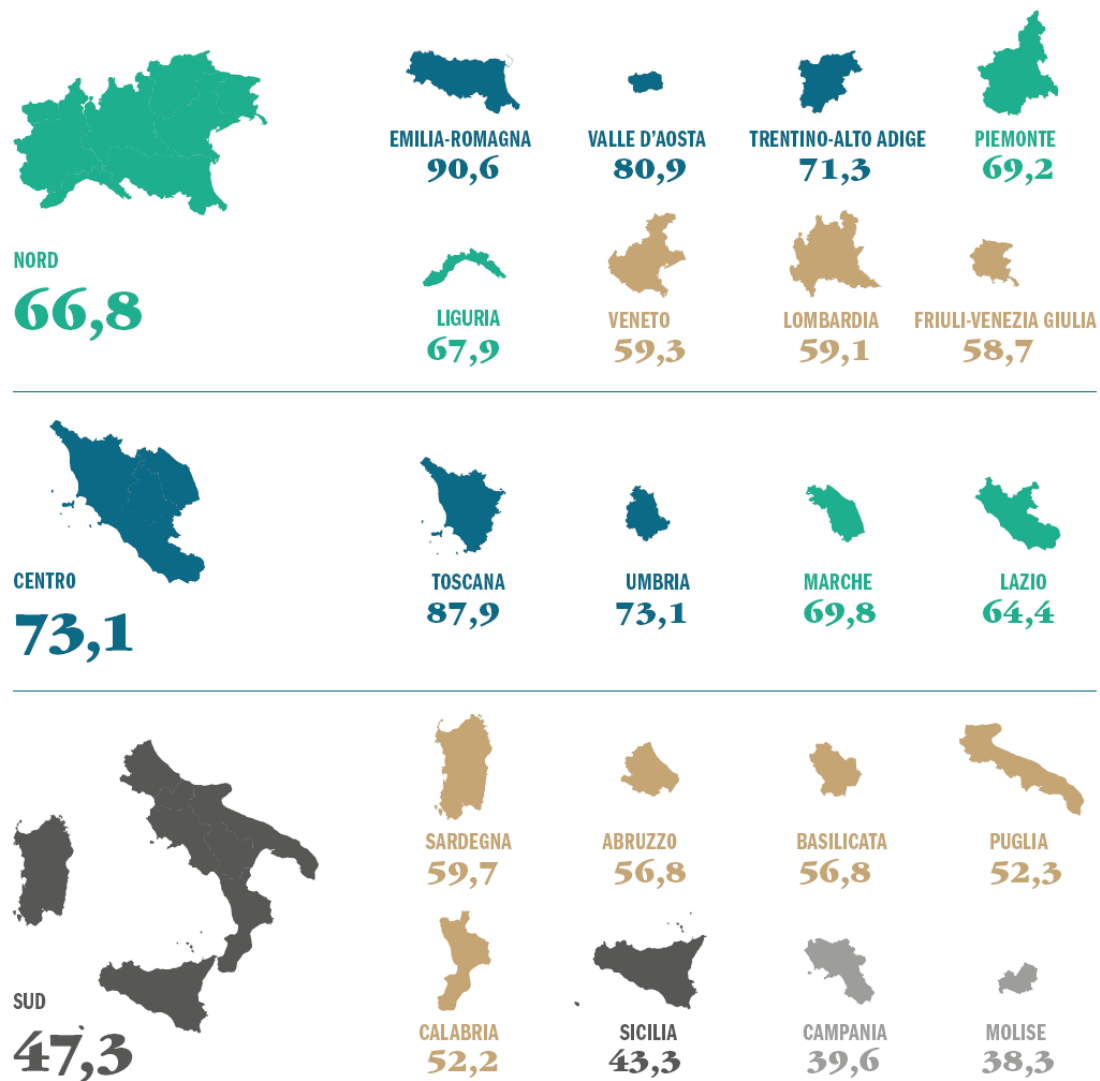 EMILIA-ROMAGNA
90,6
VALLE D'AOSTA
80,9
TRENTINO-ALTO ADIGE
71,3
PIEMONTE
69,2
NORD
66,8
LIGURIA
67,9
VENETO
59,3
LOMBARDIA
59,1
FRIULI-VENEZIA GIULIA
58,7
CENTRO
73,1
TOSCANA
87,9
UMBRIA
73,1
MARCHE
69,8
LAZIO
64,4
SARDEGNA
59,7
ABRUZZO
56,8
BASILICATA
56,8
PUGLIA
52,3
SUD
47,3
CALABRIA
52,2
SICILIA
43,3
CAMPANIA
39,6
MOLISE
38,3